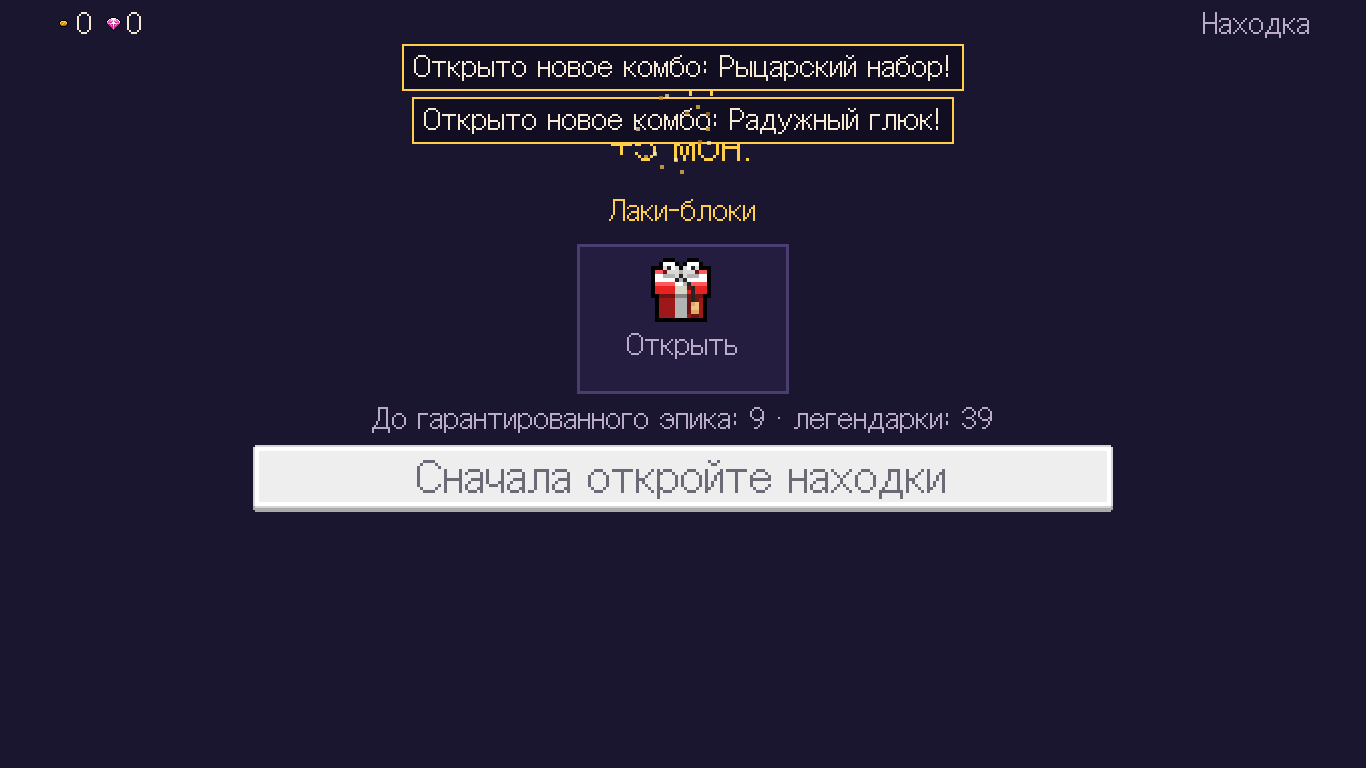 0 0
Находка
Открыто новое комбо: Рыцарский набор!
Открыто новое комбо: Радужный глюк!
мон.
Лаки-блоки
Открыть
До гарантированного эпика: 9 · легендарки: 39
Сначала откройте находки